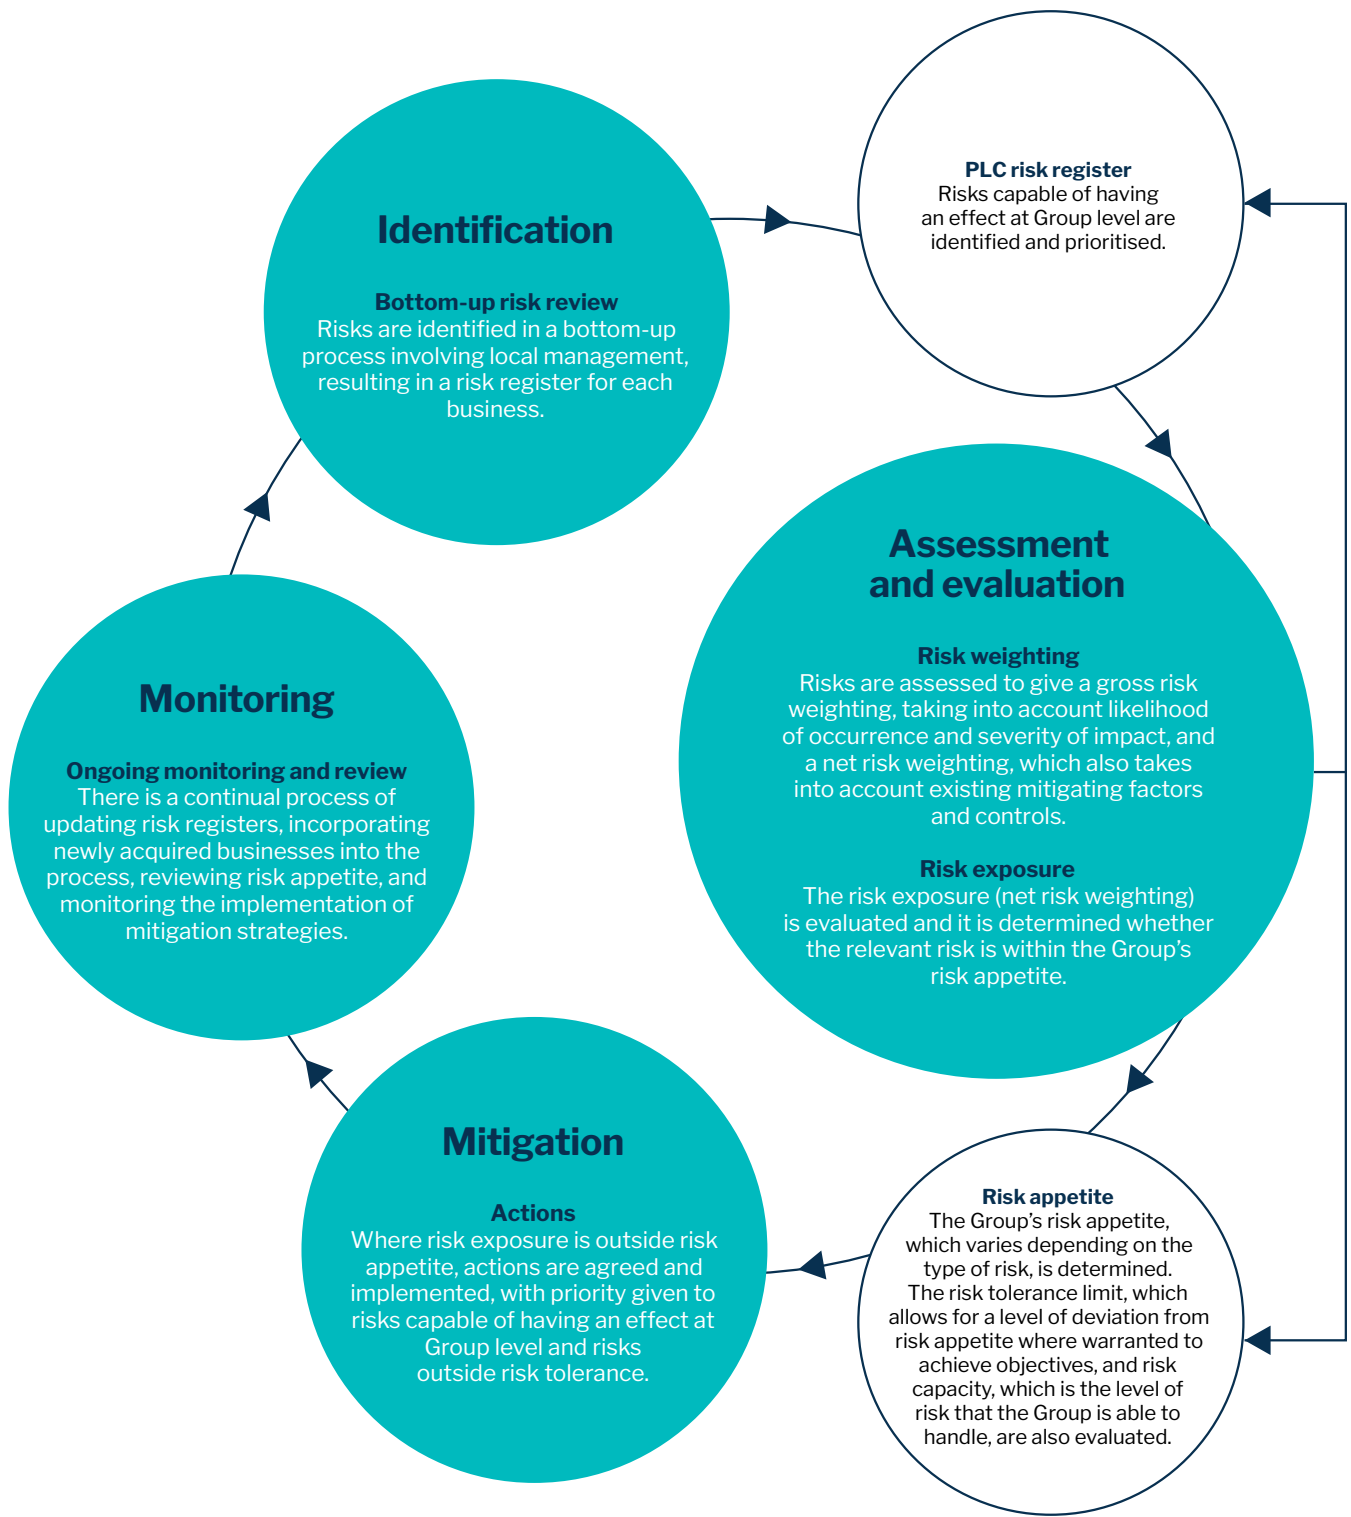 Identification
Bottom-up risk review
Risks are identified in a bottom-up
process involving local management,
resulting in a risk register for each
business.
PLC risk register
Risks capable of having
an effect at Group level are
identified and prioritised.
Assessment
and evaluation
Risk weighting
Risks are assessed to give a gross risk
weighting, taking into account likelihood
of occurrence and severity of impact, and
a net risk weighting, which also takes
into account existing mitigating factors
and controls.
Risk exposure
The risk exposure (net risk weighting)
is evaluated and it is determined whether
the relevant risk is within the Group’s
risk appetite.
Risk appetite
The Group’s risk appetite,
which varies depending on the
type of risk, is determined.
The risk tolerance limit, which
allows for a level of deviation from
risk appetite where warranted to
achieve objectives, and risk
capacity, which is the level of
risk that the Group is able to
handle, are also evaluated.
Mitigation
Actions
Where risk exposure is outside risk
appetite, actions are agreed and
implemented, with priority given to
risks capable of having an effect at
Group level and risks
outside risk tolerance.
Monitoring
Ongoing monitoring and review
There is a continual process of
updating risk registers, incorporating
newly acquired businesses into the
process, reviewing risk appetite, and
monitoring the implementation of
mitigation strategies.